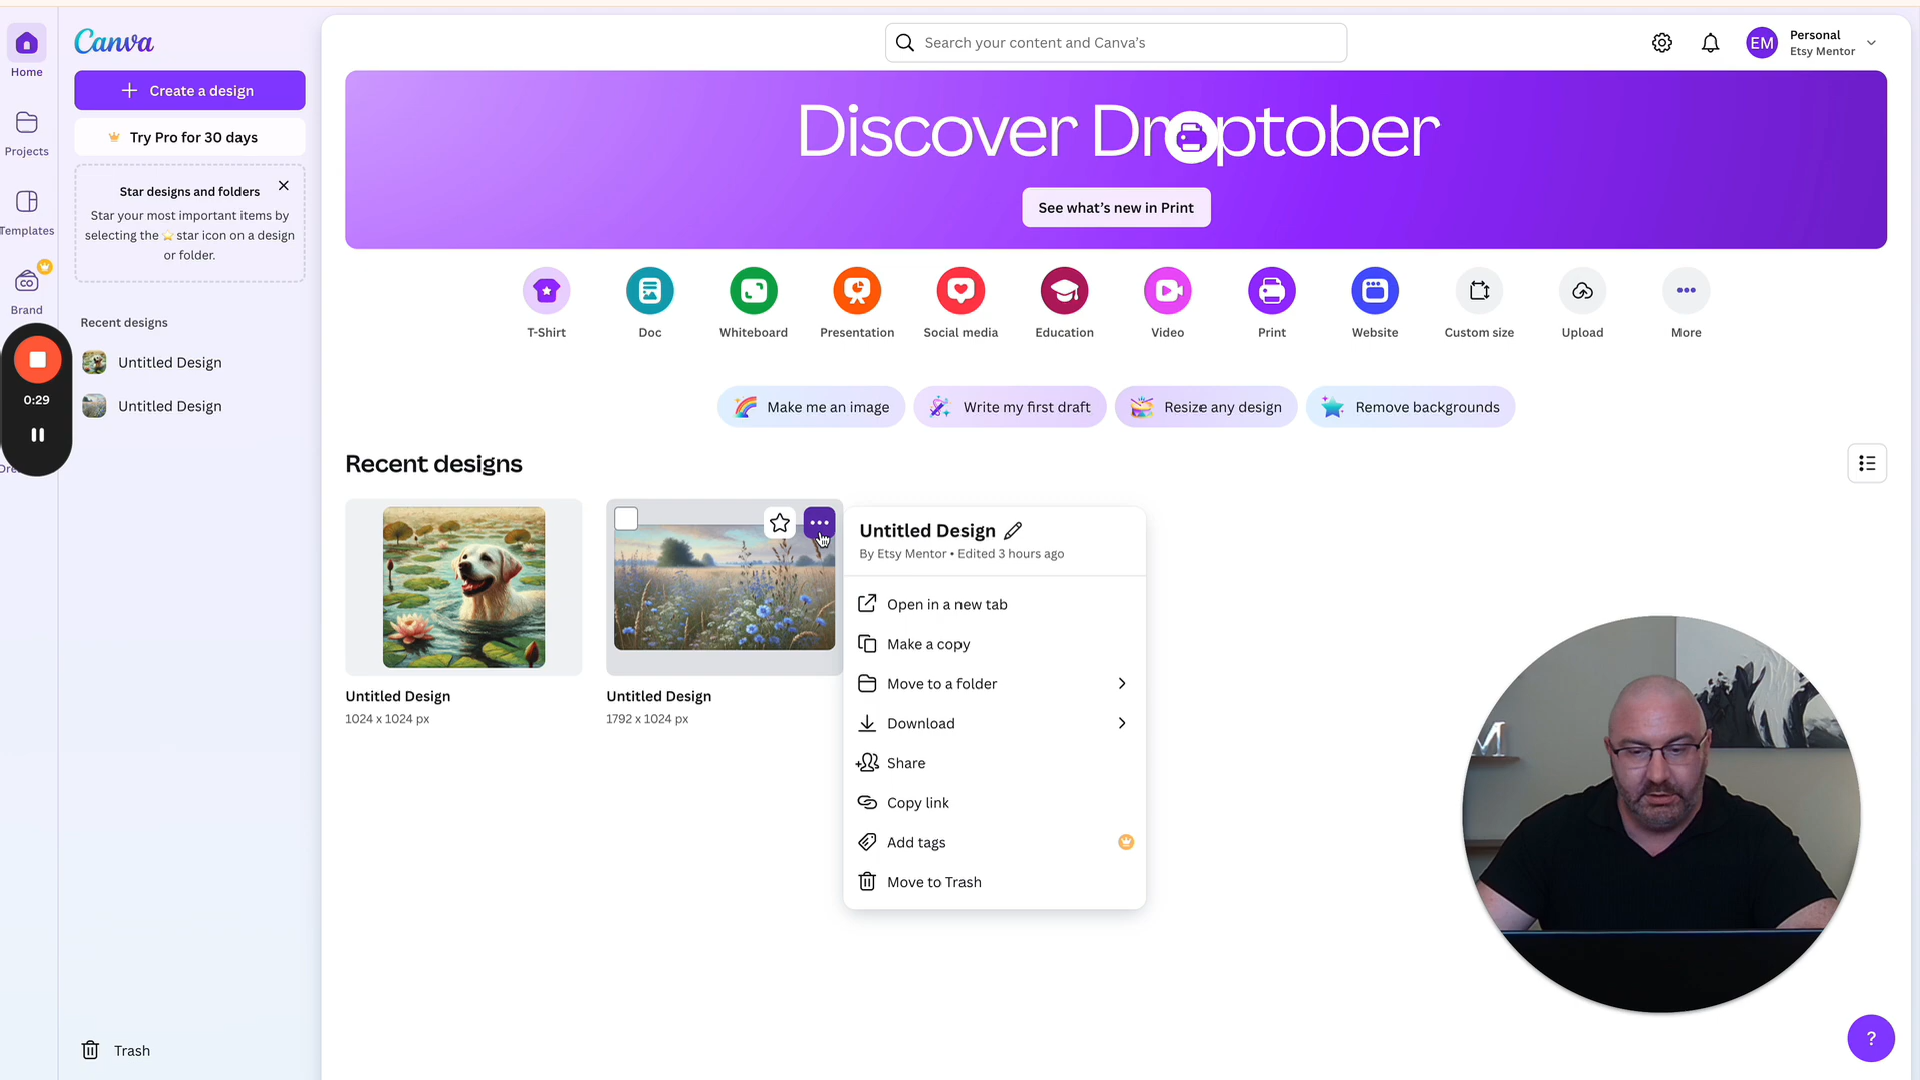 Canva
Home
Create a design
Try Pro for 30 days
Projects
Star designs and folders
Star your most important items by
selecting the ⭐ star icon on a design
or folder.
Templates
CO
Brand
Recent designs
Untitled Design
Untitled Design
0:29
Dre
Trash
Search your content and Canva's
EM
Personal
Etsy Mentor
Discover Droptober
See what's new in Print
T-Shirt
Doc
Whiteboard
Presentation
Social media
Education
Video
Print
Website
Custom size
Upload
More
Make me an image
Write my first draft
Resize any design
Remove backgrounds
Recent designs
Untitled Design
1024 x 1024 px
Untitled Design
1792 x 1024 px
Untitled Design
By Etsy Mentor • Edited 3 hours ago
Open in a new tab
Make a copy
Move to a folder
Download
Share
Copy link
Add tags
Move to Trash
M
?